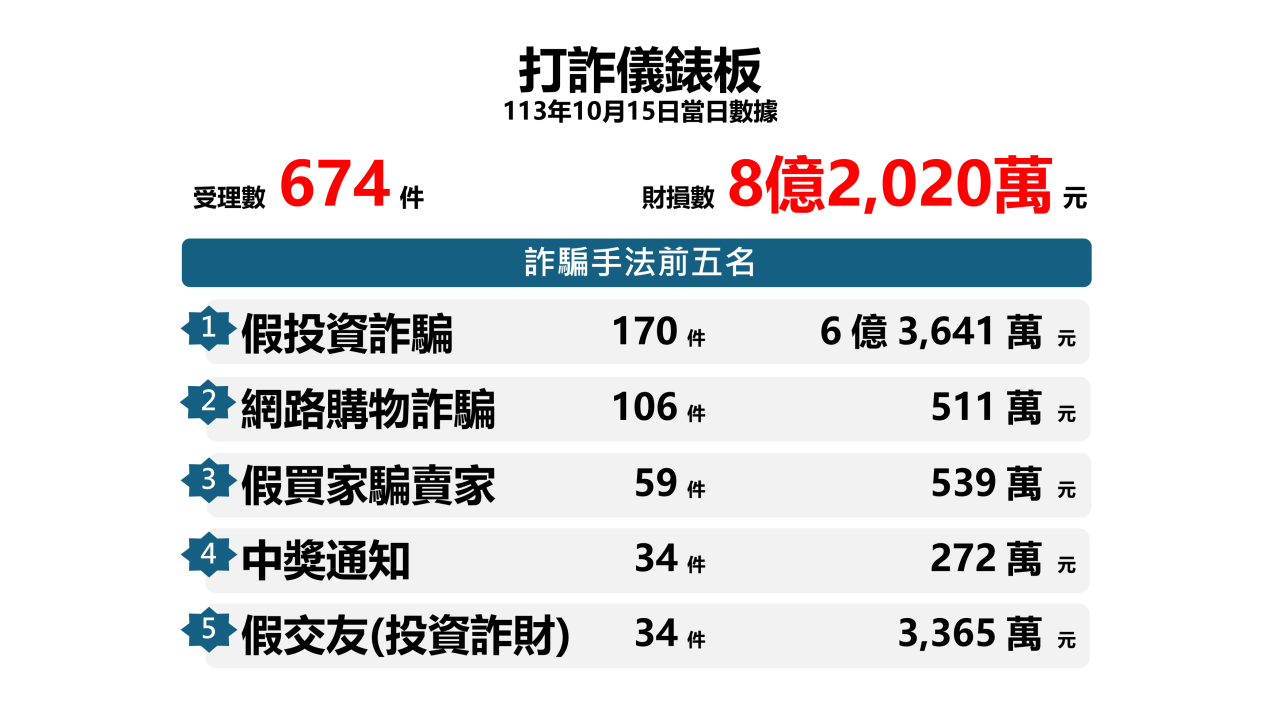 打詐儀錶板
113年10月15日當日數據
受理數 674 件 財損數 8億2,020萬 元
詐騙手法前五名
1 假投資詐騙 170 件 6 億 3,641 萬 元
2 網路購物詐騙 106 件 511 萬 元
3 假買家騙賣家 59 件 539 萬 元
4 中獎通知 34 件 272 萬 元
5 假交友(投資詐財) 34 件 3,365 萬 元